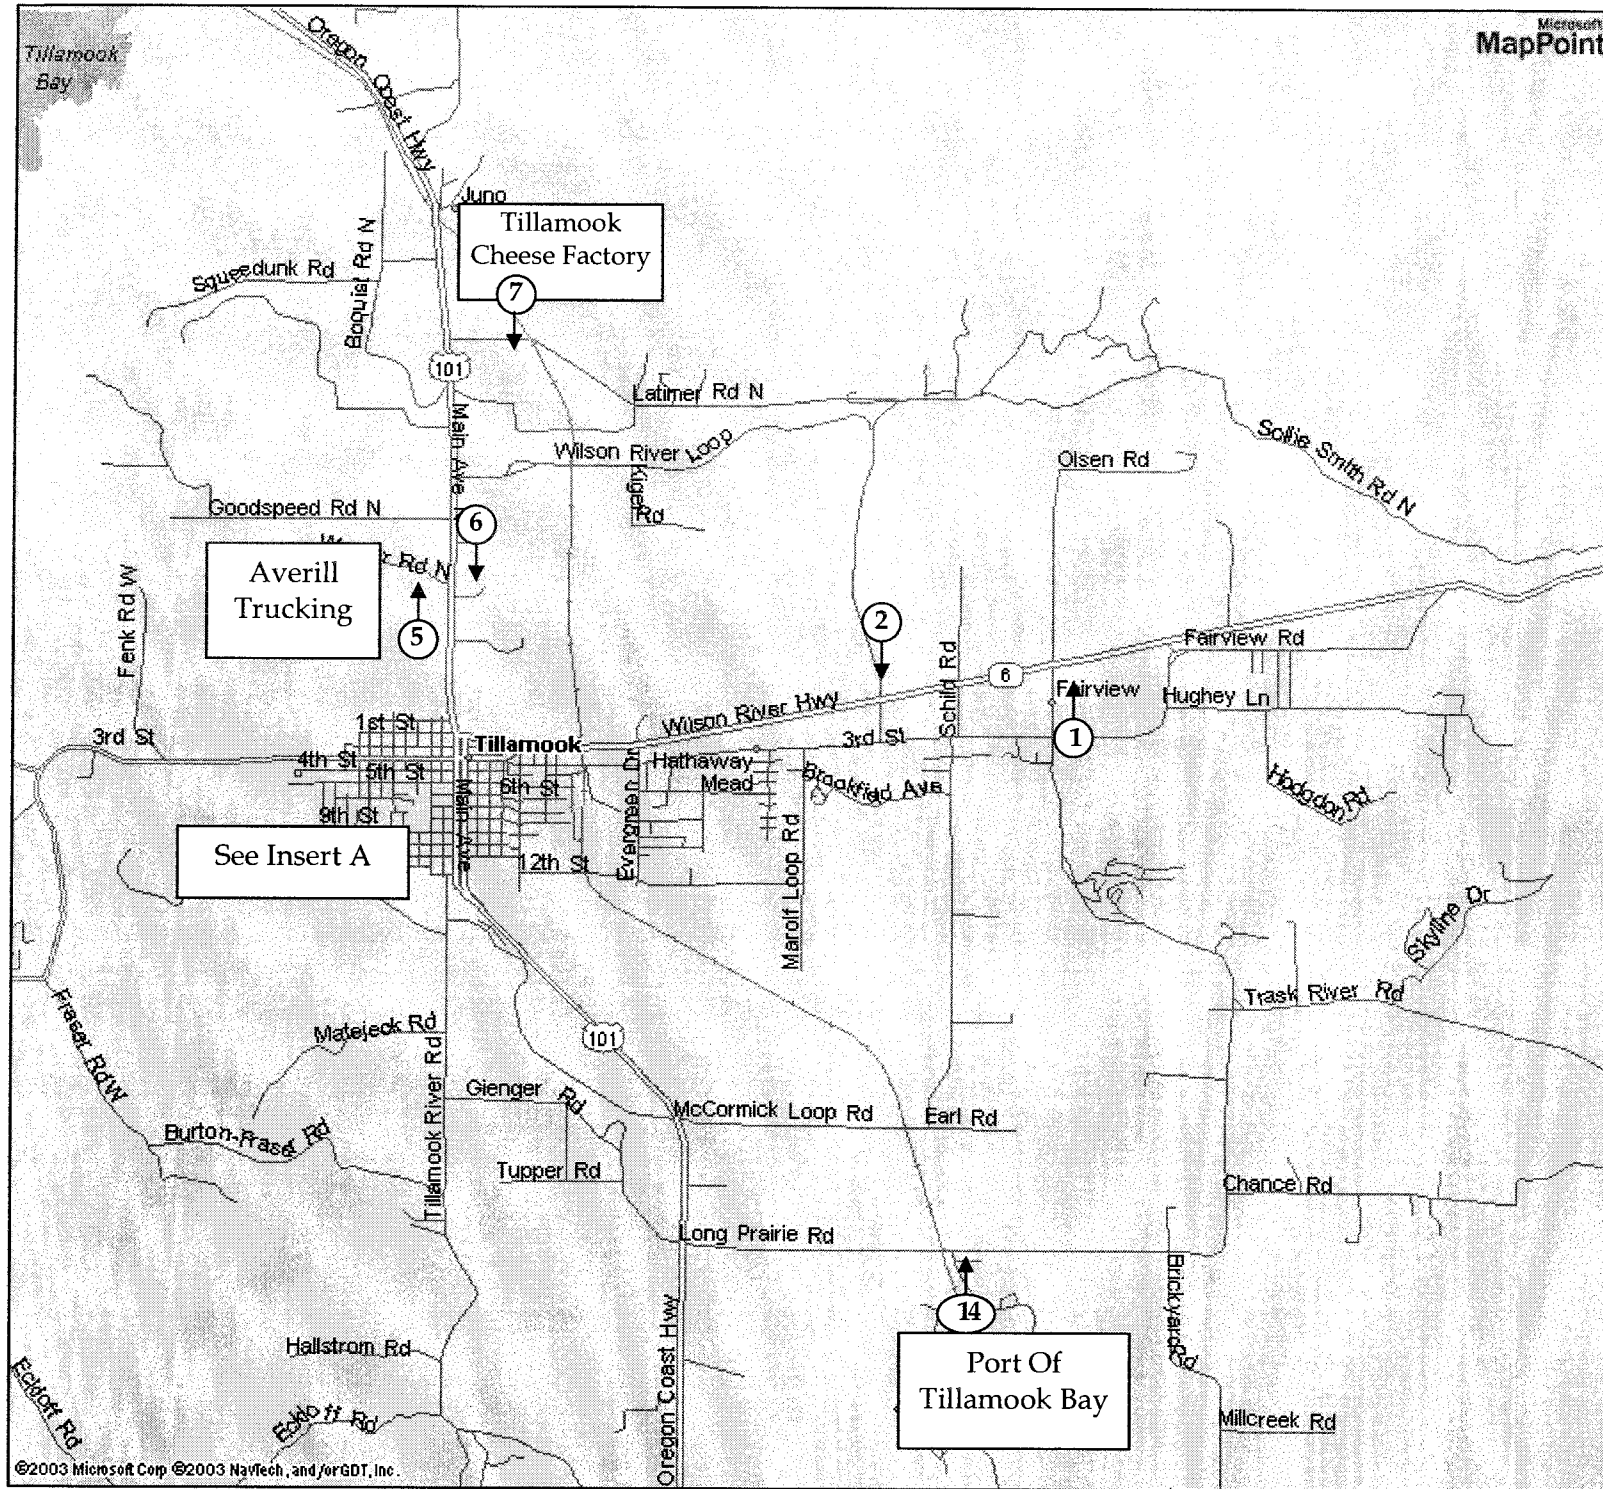 Microsoft
MapPoint
Tillamook
Bay
Oregon Coast Hwy
Juno
Tillamook
Cheese Factory
7
Squeedunk Rd
Boquist Rd N
101
Latimer Rd N
Main Ave
Wilson River Loop
Kiger Rd
Olsen Rd
Sollie Smith Rd N
Goodspeed Rd N
6
Rd N
Averill
Trucking
5
Fenk Rd W
2
Schild Rd
6
Fairview Rd
Fairview
Hughey Ln
Wilson River Hwy
1st St
3rd St
Tillamook
3rd St
1
4th St
5th St
6th St
Hathaway
Mead
Brookfield Ave
Hodgdon Rd
9th St
Main Ave
Evergreen Dr
Marolf Loop Rd
See Insert A
12th St
Skyline Dr
Trask River Rd
Fraser Rd W
Matejeck Rd
101
Tillamook River Rd
Gienger Rd
McCormick Loop Rd
Earl Rd
Burton-Fraser Rd
Tupper Rd
Chance Rd
Long Prairie Rd
Brickyard Rd
14
Port Of
Tillamook Bay
Hallstrom Rd
Oregon Coast Hwy
Eckloff Rd
Eckloff Rd
Millcreek Rd
©2003 Microsoft Corp ©2003 NavTech, and/or GDT, Inc.